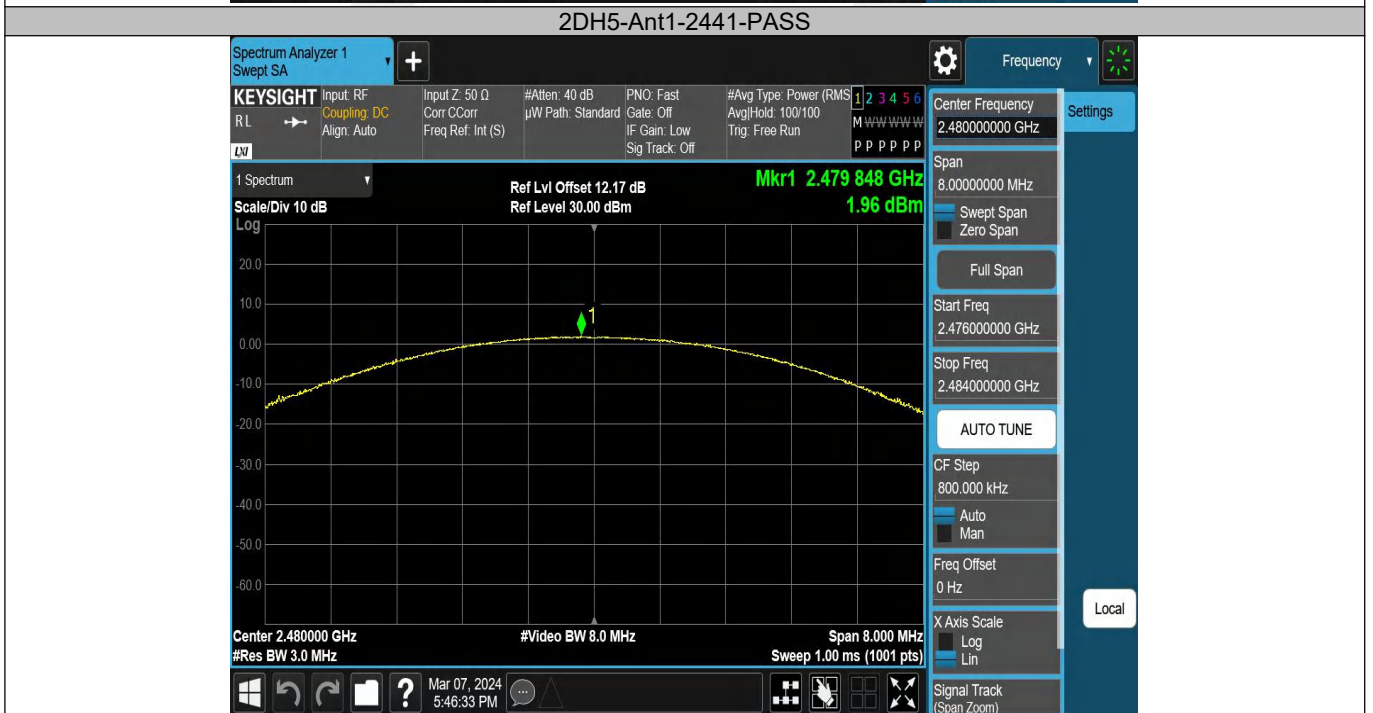 2DH5-Ant1-2441-PASS
Spectrum Analyzer 1
Swept SA
Frequency
KEYSIGHT
RL
LXI
Input: RF
Coupling: DC
Align: Auto
Input Z: 50 Ω
Corr CCorr
Freq Ref: Int (S)
#Atten: 40 dB
µW Path: Standard
PNO: Fast
Gate: Off
IF Gain: Low
Sig Track: Off
#Avg Type: Power (RMS
Avg|Hold: 100/100
Trig: Free Run
1 2 3 4 5 6
M W W W W W
P P P P P P
1 Spectrum
Scale/Div 10 dB
Ref Lvl Offset 12.17 dB
Ref Level 30.00 dBm
Mkr1 2.479 848 GHz
1.96 dBm
Log
20.0
10.0
0.00
-10.0
-20.0
-30.0
-40.0
-50.0
-60.0
1
Center 2.480000 GHz
#Res BW 3.0 MHz
#Video BW 8.0 MHz
Span 8.000 MHz
Sweep 1.00 ms (1001 pts)
Mar 07, 2024
5:46:33 PM
?
Center Frequency
2.480000000 GHz
Span
8.00000000 MHz
Swept Span
Zero Span
Full Span
Start Freq
2.476000000 GHz
Stop Freq
2.484000000 GHz
AUTO TUNE
CF Step
800.000 kHz
Auto
Man
Freq Offset
0 Hz
X Axis Scale
Log
Lin
Signal Track
(Span Zoom)
Settings
Local